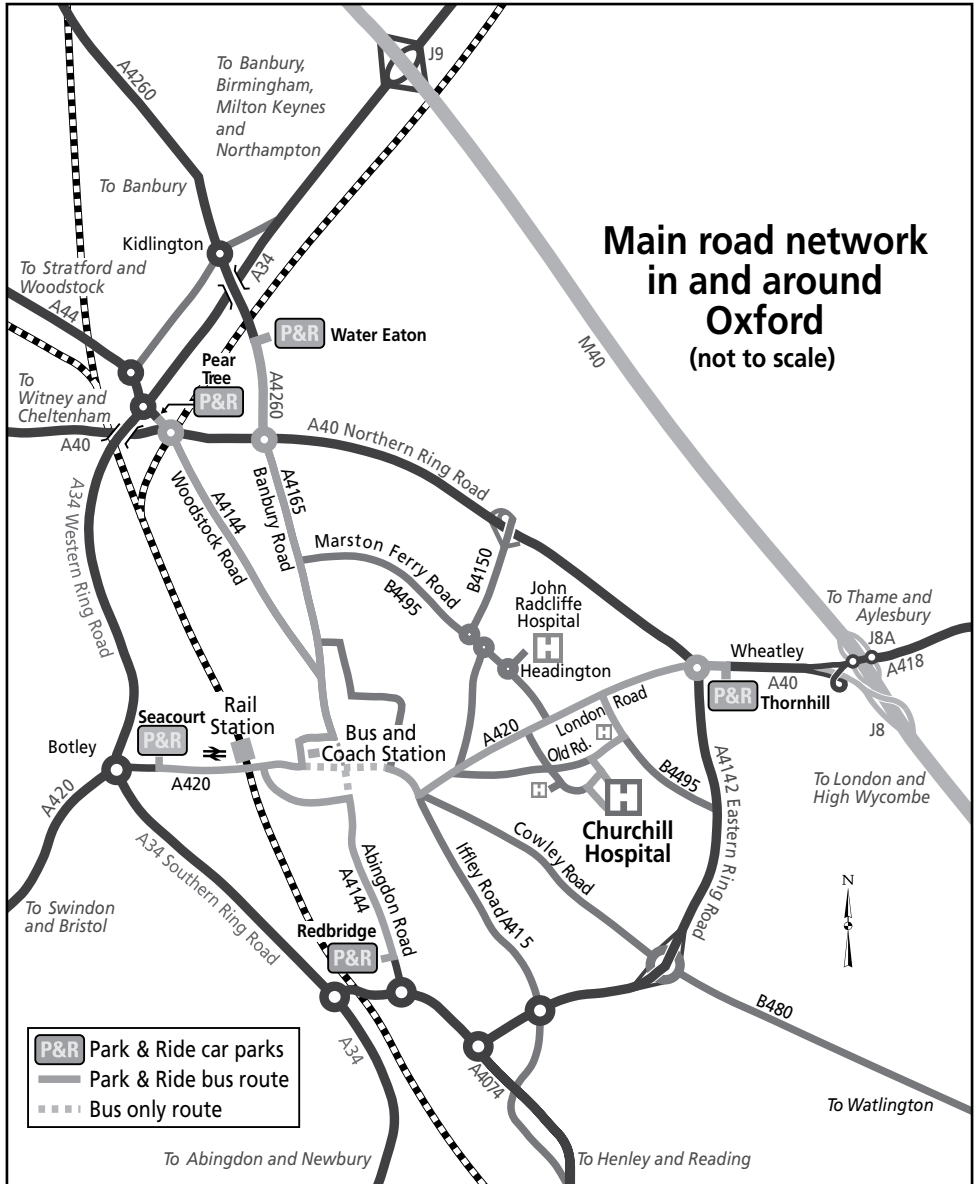 J9
A4260
To Banbury,
Birmingham,
Milton Keynes
and
Northampton
To Banbury
Kidlington
A34
Main road network
in and around
Oxford
(not to scale)
To Stratford and
Woodstock
A44
P&R
Water Eaton
M40
Pear
Tree
P&R
To
Witney and
Cheltenham
A40
A4260
A40 Northern Ring Road
A34 Western Ring Road
Woodstock Road
A4144
Banbury Road
A4165
Marston Ferry Road
B4495
B4150
John
Radcliffe
Hospital
H
Headington
To Thame and
Aylesbury
J8A
A418
Wheatley
A40
P&R
Thornhill
J8
Seacourt
P&R
Rail
Station
Bus and
Coach Station
A420
London Road
H
Old Rd.
Botley
A420
A420
B4495
A4142 Eastern Ring Road
To London and
High Wycombe
H
H
Churchill
Hospital
Cowley Road
Iffley Road A415
A34 Southern Ring Road
Abingdon Road
A4144
N
To Swindon
and Bristol
Redbridge
P&R
B480
A34
A4074
P&R Park & Ride car parks
Park & Ride bus route
Bus only route
To Watlington
To Abingdon and Newbury
To Henley and Reading